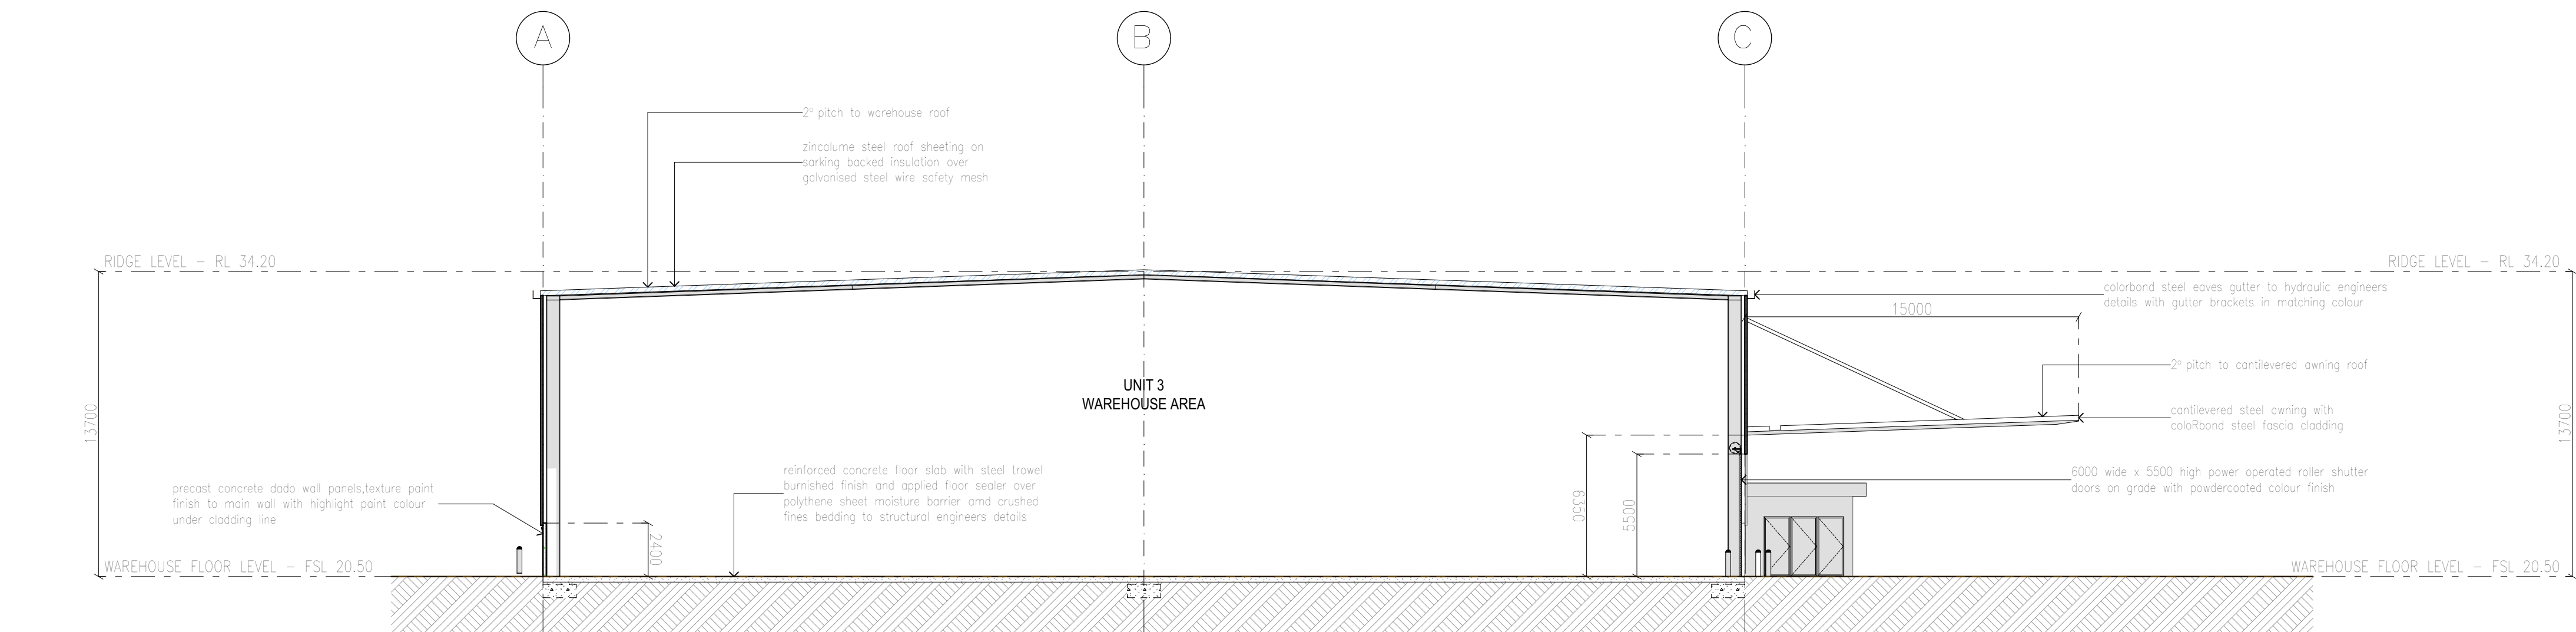 A
B
C
2° pitch to warehouse roof
zincalume steel roof sheeting on
sarking backed insulation over
galvanised steel wire safety mesh
RIDGE LEVEL - RL 34.20
RIDGE LEVEL - RL 34.20
colorbond steel eaves gutter to hydraulic engineers
details with gutter brackets in matching colour
15000
2° pitch to cantilevered awning roof
UNIT 3
WAREHOUSE AREA
13700
13700
cantilevered steel awning with
coloRbond steel fascia cladding
reinforced concrete floor slab with steel trowel
burnished finish and applied floor sealer over
polythene sheet moisture barrier amd crushed
fines bedding to structural engineers details
6000 wide x 5500 high power operated roller shutter
doors on grade with powdercoated colour finish
precast concrete dado wall panels,texture paint
finish to main wall with highlight paint colour
under cladding line
6350
5500
2400
WAREHOUSE FLOOR LEVEL - FSL 20.50
WAREHOUSE FLOOR LEVEL - FSL 20.50